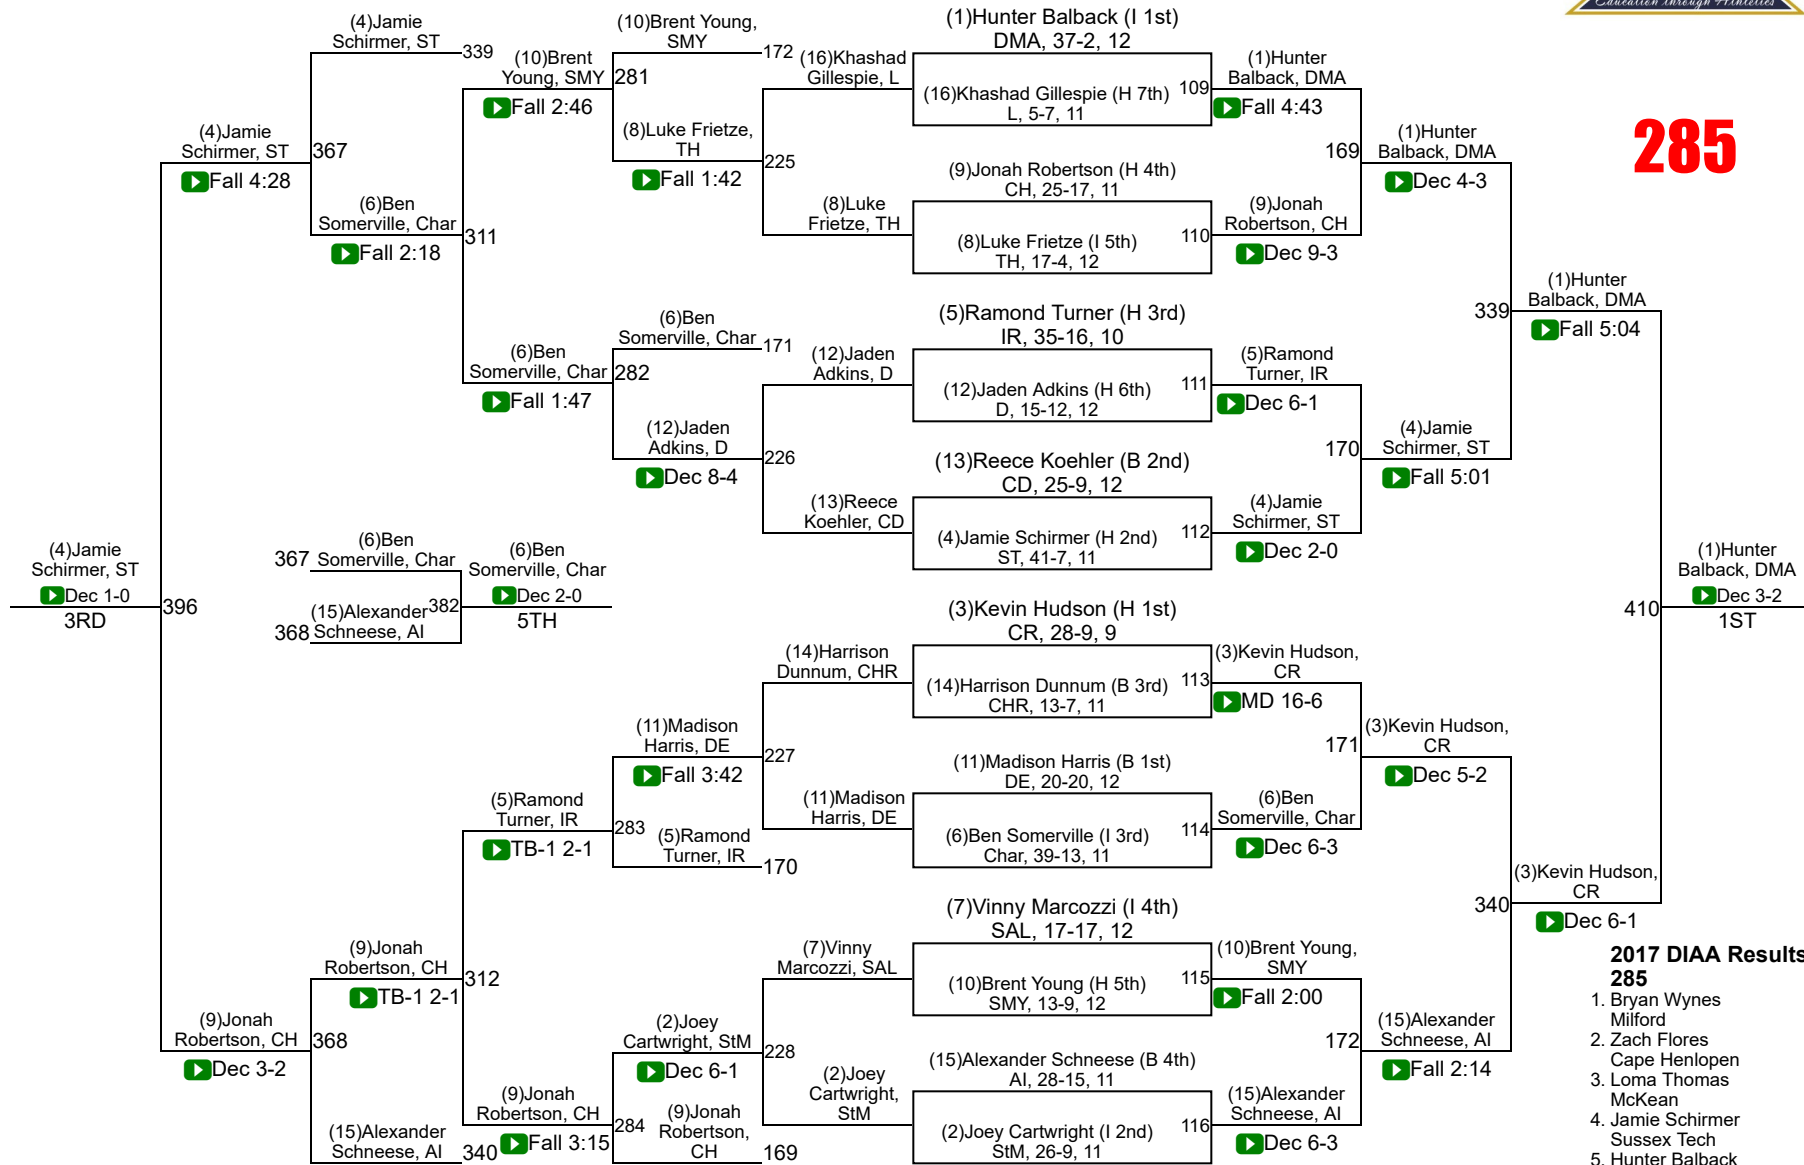 Education through Athletics
285
(4)Jamie
Schirmer, ST
339
(10)Brent
Young, SMY
Fall 2:46
(10)Brent Young,
SMY
172
281
(8)Luke Frietze,
TH
Fall 1:42
(16)Khashad
Gillespie, L
225
(8)Luke
Frietze, TH
(1)Hunter Balback (I 1st)
DMA, 37-2, 12
(16)Khashad Gillespie (H 7th)
L, 5-7, 11
109
(1)Hunter
Balback, DMA
Fall 4:43
(9)Jonah Robertson (H 4th)
CH, 25-17, 11
(8)Luke Frietze (I 5th)
TH, 17-4, 12
110
(9)Jonah
Robertson, CH
Dec 9-3
169
(1)Hunter
Balback, DMA
Dec 4-3
(4)Jamie
Schirmer, ST
Fall 4:28
367
(6)Ben
Somerville, Char
Fall 2:18
311
(6)Ben
Somerville, Char
Fall 1:47
(6)Ben
Somerville, Char
171
282
(12)Jaden
Adkins, D
Dec 8-4
(12)Jaden
Adkins, D
226
(13)Reece
Koehler, CD
(5)Ramond Turner (H 3rd)
IR, 35-16, 10
(12)Jaden Adkins (H 6th)
D, 15-12, 12
111
(5)Ramond
Turner, IR
Dec 6-1
(13)Reece Koehler (B 2nd)
CD, 25-9, 12
(4)Jamie Schirmer (H 2nd)
ST, 41-7, 11
112
(4)Jamie
Schirmer, ST
Dec 2-0
170
(4)Jamie
Schirmer, ST
Fall 5:01
339
(1)Hunter
Balback, DMA
Fall 5:04
(4)Jamie
Schirmer, ST
Dec 1-0
3RD
396
367
(6)Ben
Somerville, Char
368
(15)Alexander
Schneese, AI
382
(6)Ben
Somerville, Char
Dec 2-0
5TH
410
(1)Hunter
Balback, DMA
Dec 3-2
1ST
(3)Kevin Hudson (H 1st)
CR, 28-9, 9
(14)Harrison Dunnum (B 3rd)
CHR, 13-7, 11
113
(3)Kevin Hudson,
CR
MD 16-6
(14)Harrison
Dunnum, CHR
(11)Madison
Harris, DE
Fall 3:42
227
(11)Madison
Harris, DE
(11)Madison Harris (B 1st)
DE, 20-20, 12
(6)Ben Somerville (I 3rd)
Char, 39-13, 11
114
(6)Ben
Somerville, Char
Dec 6-3
171
(3)Kevin Hudson,
CR
Dec 5-2
(5)Ramond
Turner, IR
TB-1 2-1
283
(5)Ramond
Turner, IR
170
340
(3)Kevin Hudson,
CR
Dec 6-1
(9)Jonah
Robertson, CH
TB-1 2-1
312
(7)Vinny
Marcozzi, SAL
(7)Vinny Marcozzi (I 4th)
SAL, 17-17, 12
(10)Brent Young (H 5th)
SMY, 13-9, 12
115
(10)Brent Young,
SMY
Fall 2:00
(9)Jonah
Robertson, CH
Dec 3-2
368
(2)Joey
Cartwright, StM
Dec 6-1
228
(2)Joey
Cartwright,
StM
(15)Alexander Schneese (B 4th)
AI, 28-15, 11
(2)Joey Cartwright (I 2nd)
StM, 26-9, 11
116
(15)Alexander
Schneese, AI
Dec 6-3
172
(15)Alexander
Schneese, AI
Fall 2:14
(9)Jonah
Robertson, CH
Fall 3:15
284
(9)Jonah
Robertson,
CH
169
(15)Alexander
Schneese, AI
340
2017 DIAA Results
285
1. Bryan Wynes
Milford
2. Zach Flores
Cape Henlopen
3. Loma Thomas
McKean
4. Jamie Schirmer
Sussex Tech
5. Hunter Balback